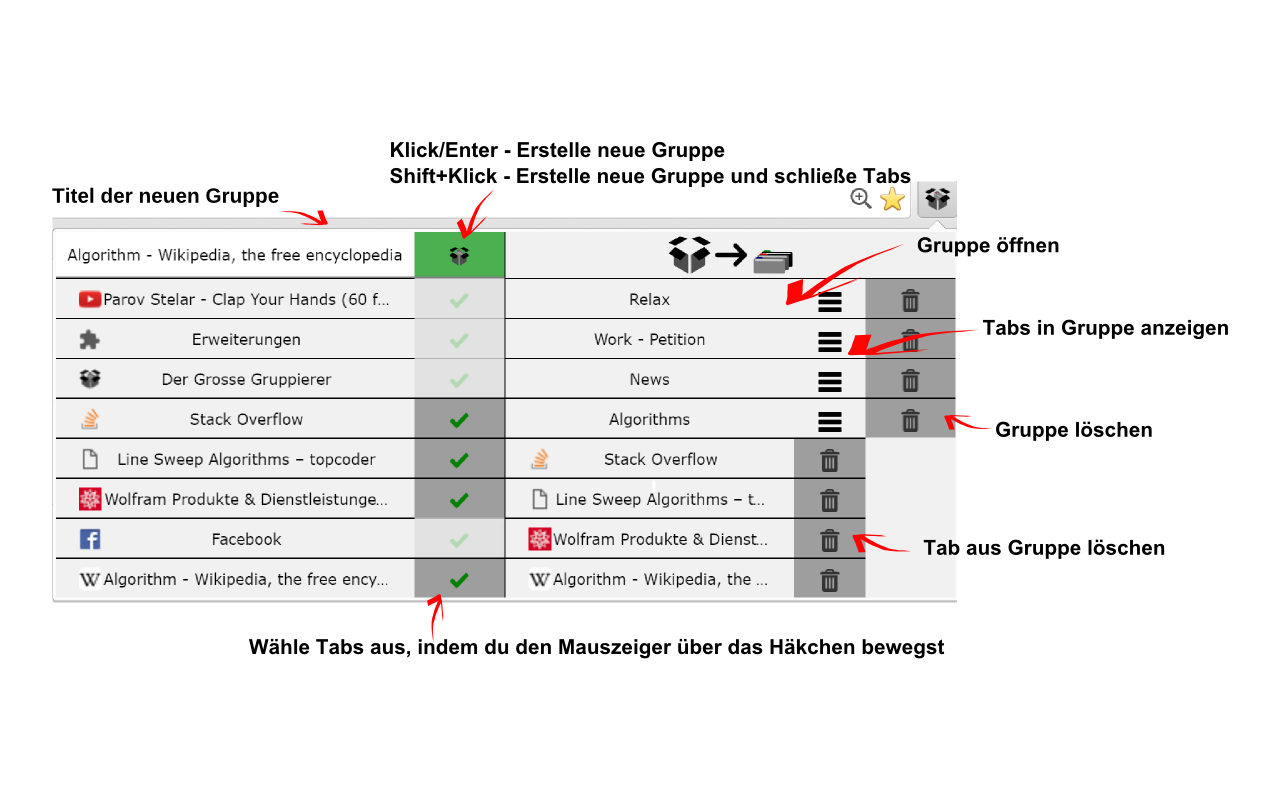 Klick/Enter - Erstelle neue Gruppe
Shift+Klick - Erstelle neue Gruppe und schließe Tabs
Titel der neuen Gruppe
Algorithm - Wikipedia, the free encyclopedia
Gruppe öffnen
Parov Stelar - Clap Your Hands (60 f...
Relax
Erweiterungen
Work - Petition
Tabs in Gruppe anzeigen
Der Grosse Gruppierer
News
Stack Overflow
Algorithms
Gruppe löschen
Line Sweep Algorithms – topcoder
Stack Overflow
Wolfram Produkte & Dienstleistunge...
Line Sweep Algorithms – t...
Facebook
Wolfram Produkte & Dienst...
Tab aus Gruppe löschen
W Algorithm - Wikipedia, the free ency...
W Algorithm - Wikipedia, the ...
Wähle Tabs aus, indem du den Mauszeiger über das Häkchen bewegst